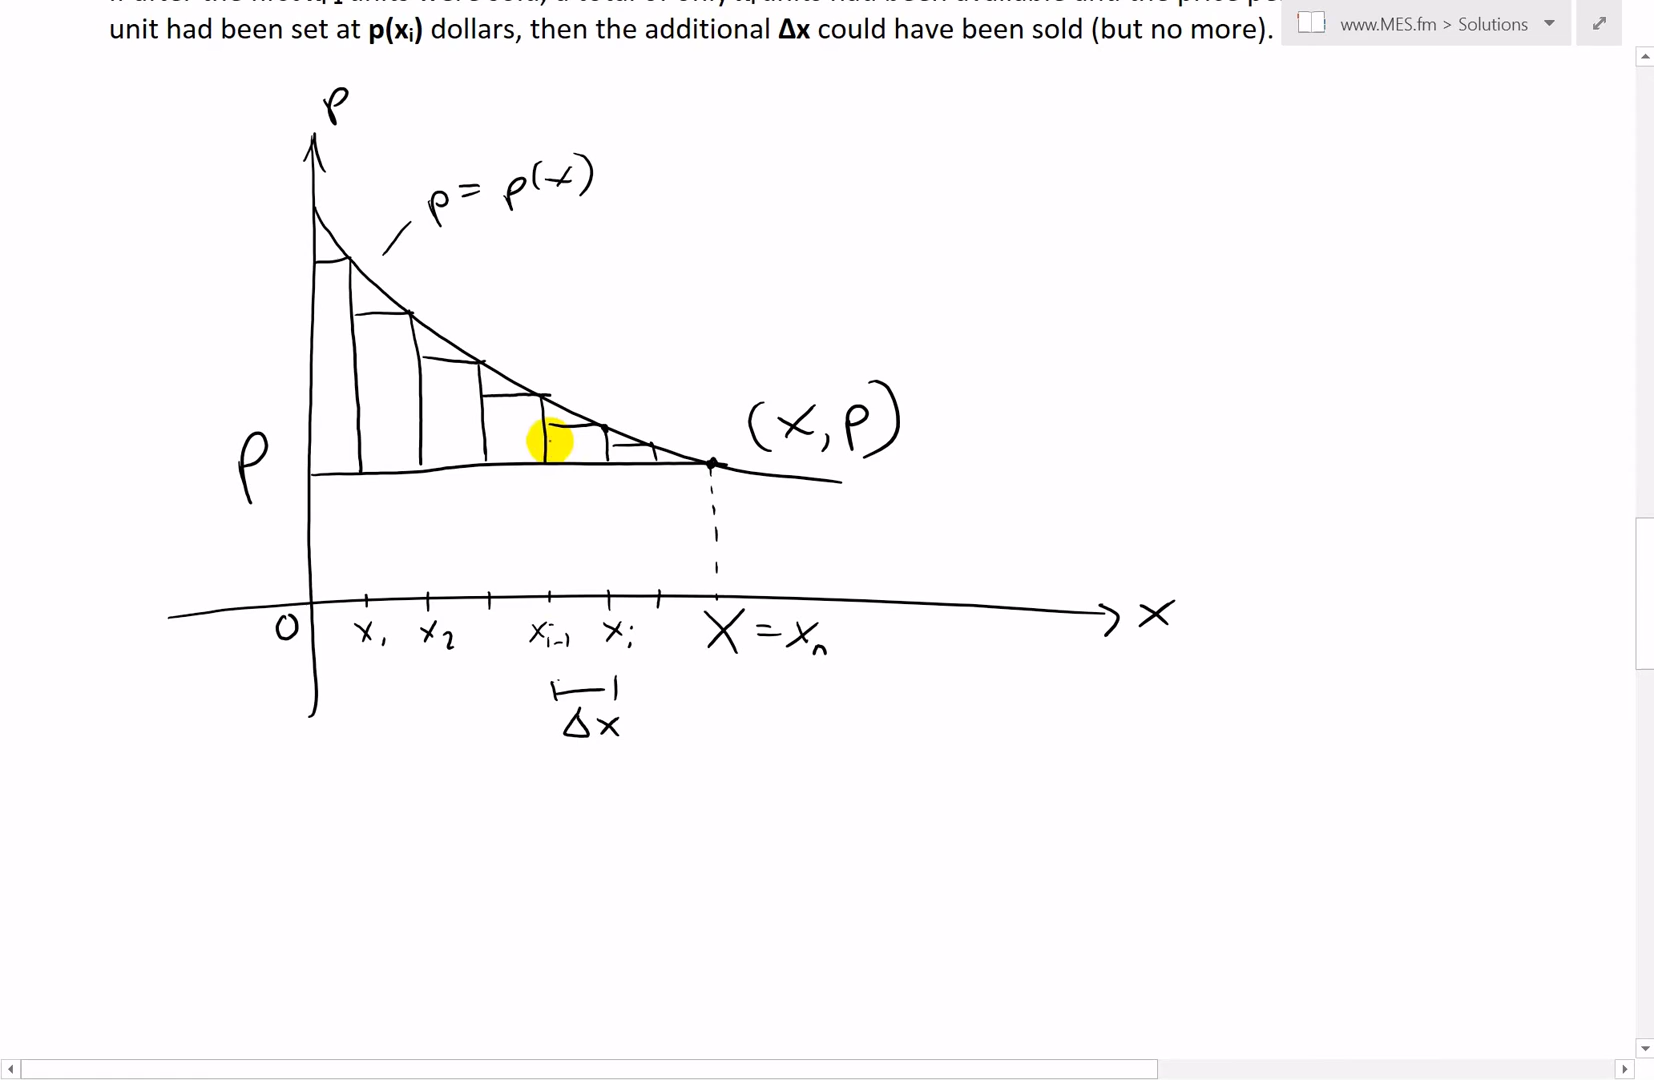 unit had been set at p(xᵢ) dollars, then the additional Δx could have been sold (but no more).
www.MES.fm > Solutions
P
p = p(x)
(X, P)
P
O
x₁
x₂
xᵢ₋₁
xᵢ
X = xₙ
x
Δx